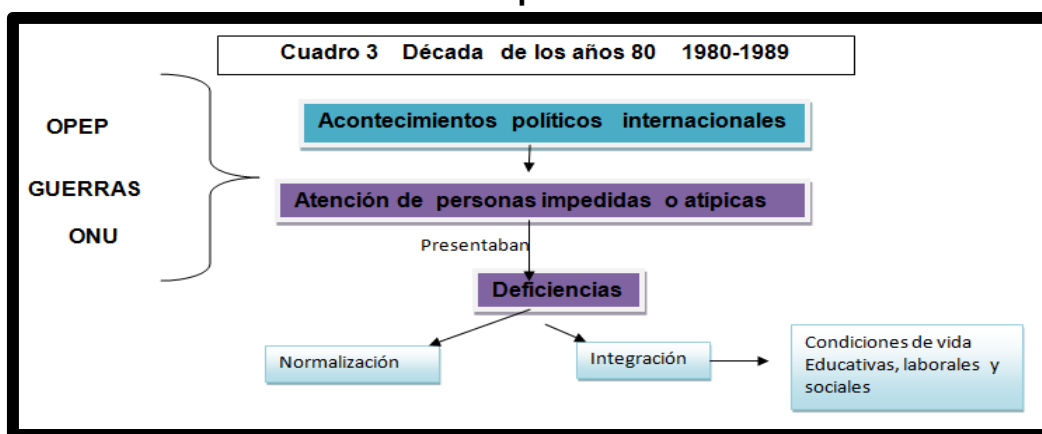 Cuadro 3 Década de los años 80 1980-1989
OPEP
GUERRAS
ONU
Acontecimientos políticos internacionales
Atención de personas impedidas o atípicas
Presentaban
Deficiencias
Normalización
Integración
Condiciones de vida
Educativas, laborales y
sociales